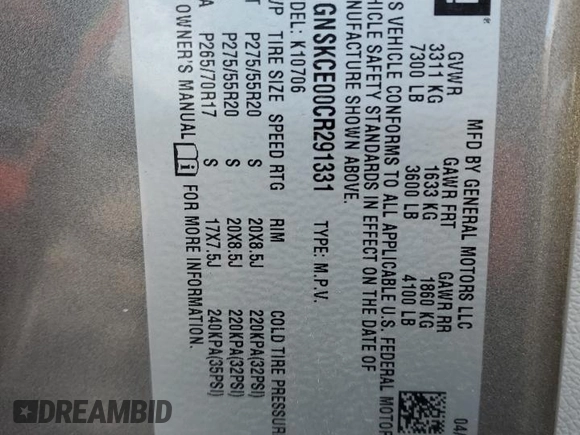 ®
MFD BY GENERAL MOTORS LLC
04/
GVWR GAWR FRT GAWR RR
3311 KG 1633 KG 1860 KG
7300 LB 3600 LB 4100 LB
S VEHICLE CONFORMS TO ALL APPLICABLE U.S. FEDERAL MOTOR
HICLE SAFETY STANDARDS IN EFFECT ON THE DATE OF
NUFACTURE SHOWN ABOVE.
GNSKCE00CR291331 TYPE: M.P.V.
DEL: K10706
/P TIRE SIZE SPEED RTG RIM COLD TIRE PRESSUR
T P275/55R20 S 20X8.5J 220KPA(32PSI)
P275/55R20 S 20X8.5J 220KPA(32PSI)
A P265/70R17 S 17X7.5J 240KPA(35PSI)
OWNER'S MANUAL i FOR MORE INFORMATION.
DREAMBID